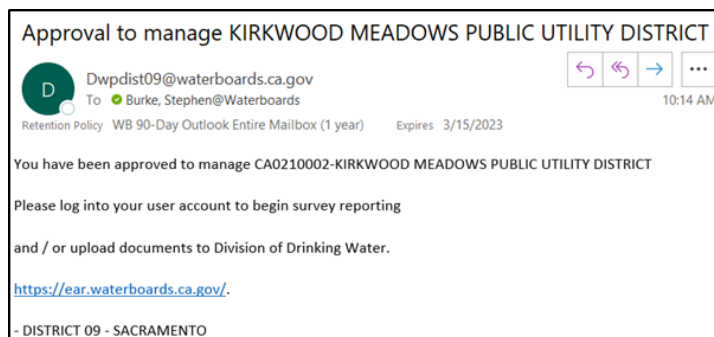 Approval to manage KIRKWOOD MEADOWS PUBLIC UTILITY DISTRICT
D
Dwpdist09@waterboards.ca.gov
To Burke, Stephen@Waterboards
10:14 AM
Retention Policy WB 90-Day Outlook Entire Mailbox (1 year) Expires 3/15/2023
You have been approved to manage CA0210002-KIRKWOOD MEADOWS PUBLIC UTILITY DISTRICT
Please log into your user account to begin survey reporting
and / or upload documents to Division of Drinking Water.
https://ear.waterboards.ca.gov/.
- DISTRICT 09 - SACRAMENTO